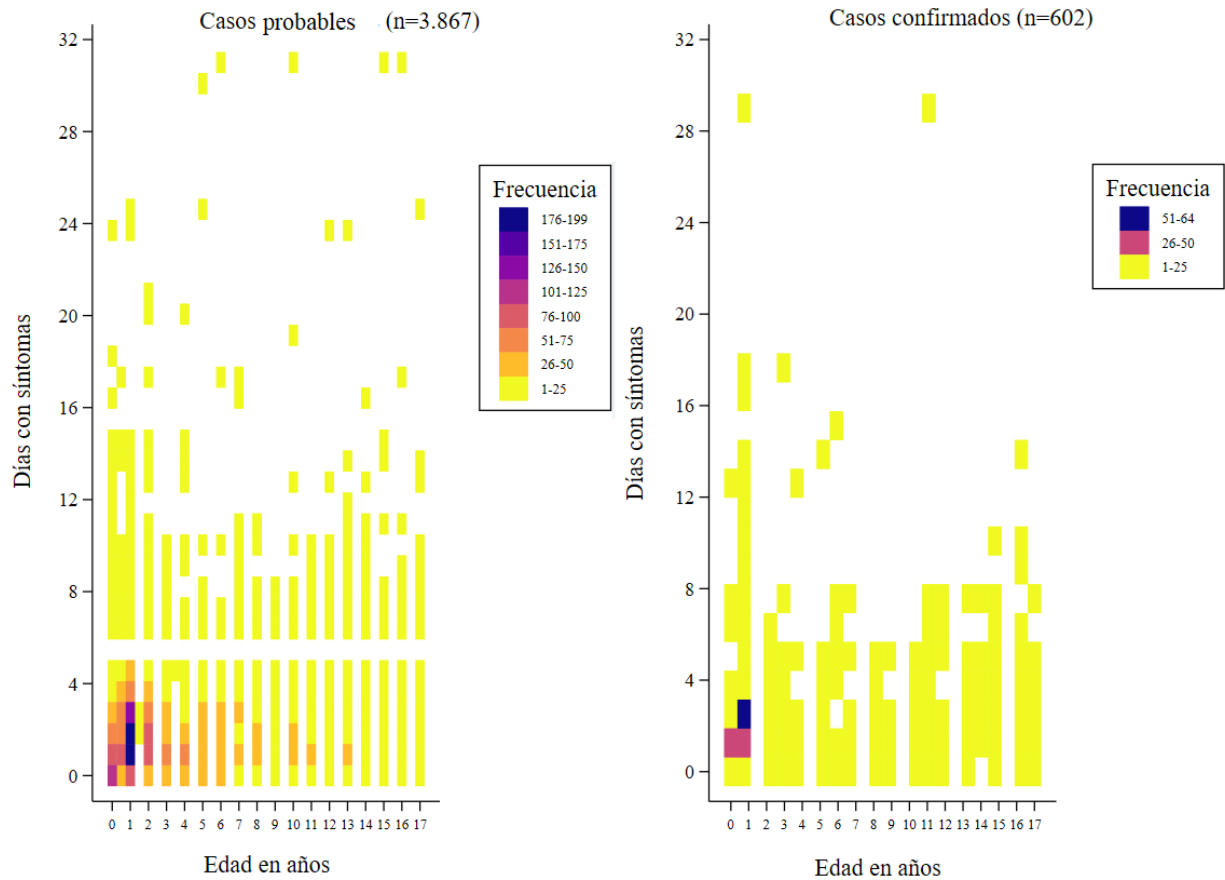 Casos probables (n=3.867)
32
28
24
20
16
12
8
4
0
Días con síntomas
0 1 2 3 4 5 6 7 8 9 10 11 12 13 14 15 16 17
Edad en años
Frecuencia
176-199
151-175
126-150
101-125
76-100
51-75
26-50
1-25
Casos confirmados (n=602)
32
28
24
20
16
12
8
4
0
Días con síntomas
0 1 2 3 4 5 6 7 8 9 10 11 12 13 14 15 16 17
Edad en años
Frecuencia
51-64
26-50
1-25